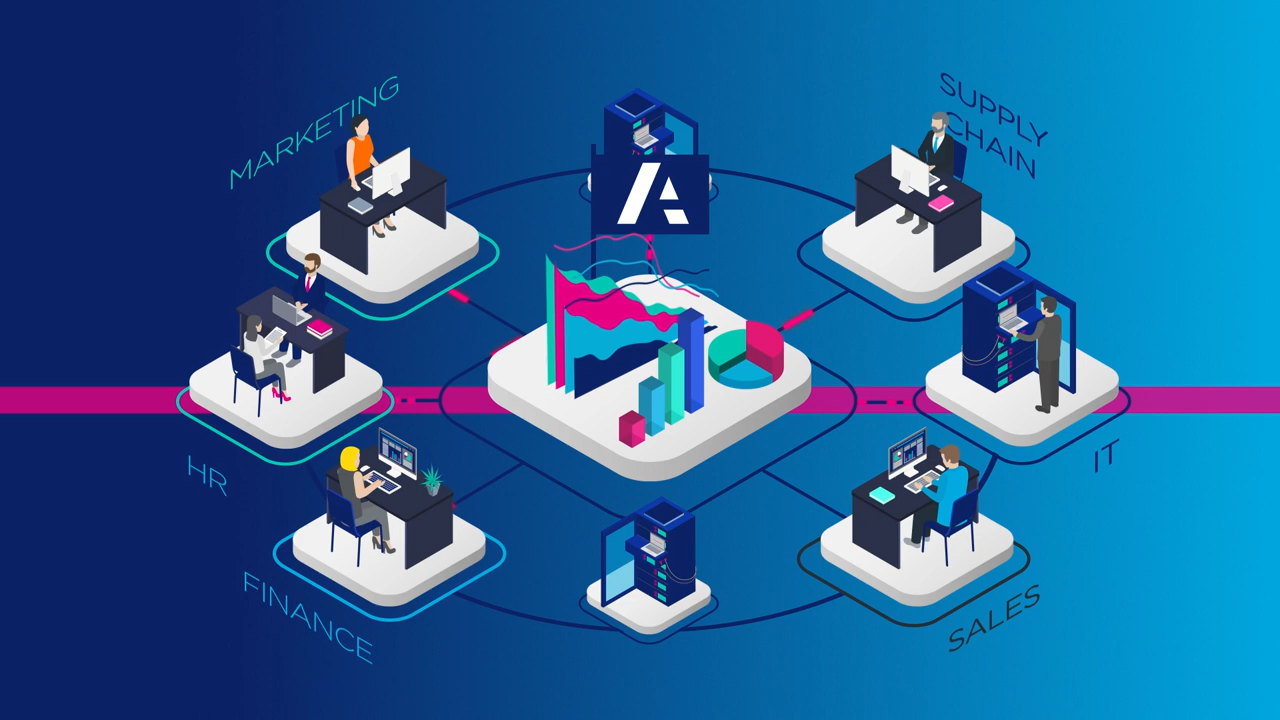 MARKETING
SUPPLY
CHAIN
HR
IT
FINANCE
SALES